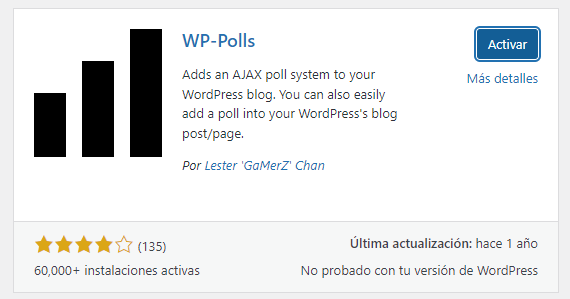 WP-Polls
Activar
Más detalles
Adds an AJAX poll system to your
WordPress blog. You can also easily
add a poll into your WordPress's blog
post/page.
Por Lester 'GaMerZ' Chan
(135)
Última actualización: hace 1 año
60,000+ instalaciones activas
No probado con tu versión de WordPress